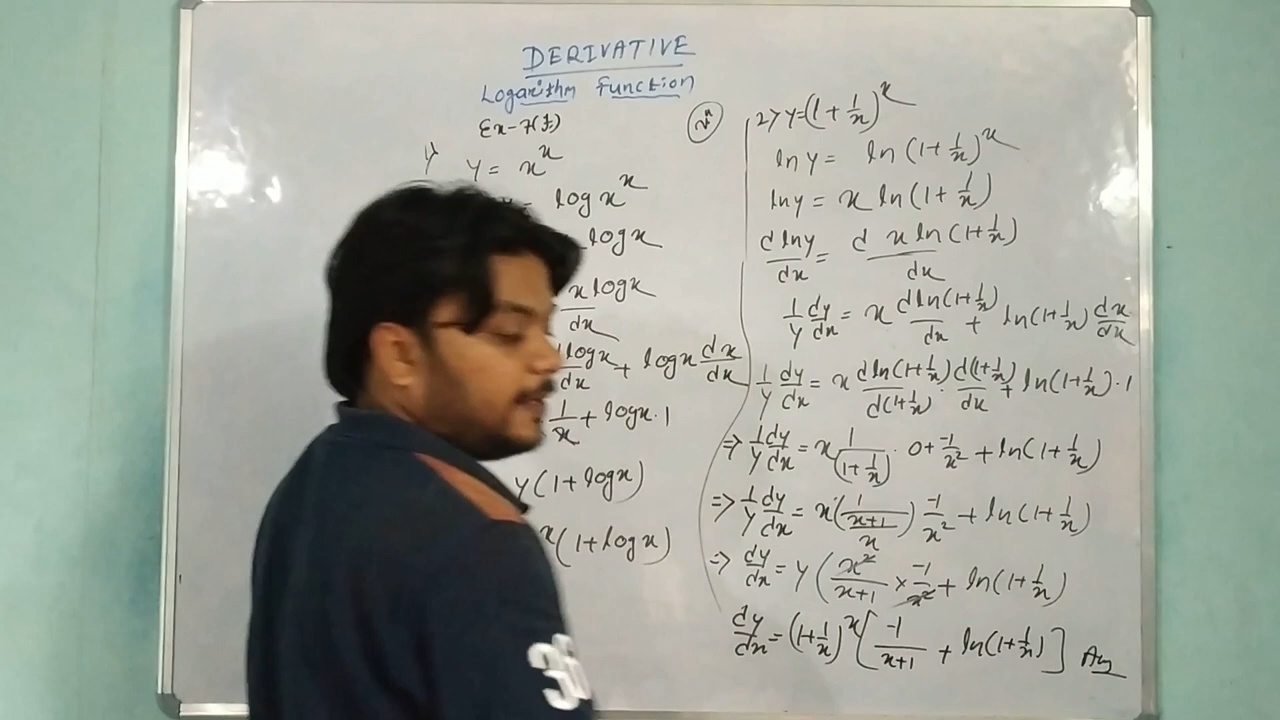 DERIVATIVE
Logarithm Function
Ex-7(f)
1> y = x^x
log x^x
log x
x log x
dx
d log x/dx + log x dx/dx
1/x + log x · 1
y(1 + log x)
x(1 + log x)
x^x
2> y = (1 + 1/x)^x
ln y = ln (1 + 1/x)^x
ln y = x ln (1 + 1/x)
d ln y/dx = d x ln (1 + 1/x)/dx
1/y dy/dx = x d ln (1 + 1/x)/dx + ln (1 + 1/x) dx/dx
1/y dy/dx = x d ln (1 + 1/x)/d(1 + 1/x) · d(1 + 1/x)/dx + ln (1 + 1/x) · 1
⇒ 1/y dy/dx = x 1/(1 + 1/x) · 0 + -1/x² + ln (1 + 1/x)
⇒ 1/y dy/dx = x · (1/((x+1)/x)) -1/x² + ln (1 + 1/x)
⇒ dy/dx = y (x²/(x+1) × -1/x² + ln (1 + 1/x)
dy/dx = (1 + 1/x)^x [-1/(x+1) + ln (1 + 1/x)] Ans